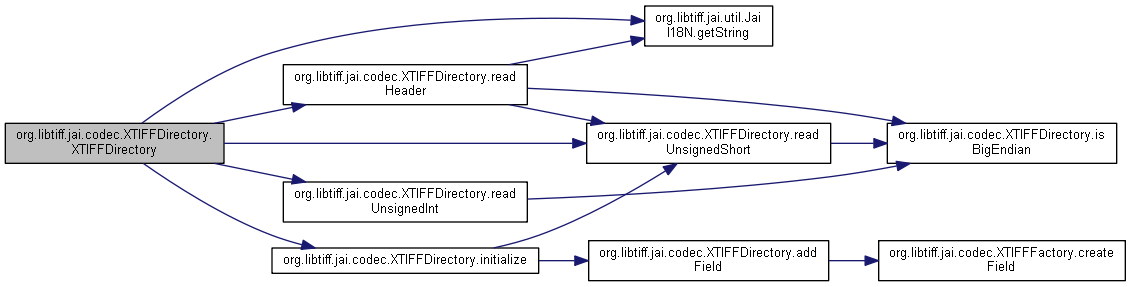 org.libtiff.jai.util.Jai
I18N.getString
org.libtiff.jai.codec.XTIFFDirectory.read
Header
org.libtiff.jai.codec.XTIFFDirectory.
XTIFFDirectory
org.libtiff.jai.codec.XTIFFDirectory.read
UnsignedShort
org.libtiff.jai.codec.XTIFFDirectory.is
BigEndian
org.libtiff.jai.codec.XTIFFDirectory.read
UnsignedInt
org.libtiff.jai.codec.XTIFFDirectory.initialize
org.libtiff.jai.codec.XTIFFDirectory.add
Field
org.libtiff.jai.codec.XTIFFFactory.create
Field